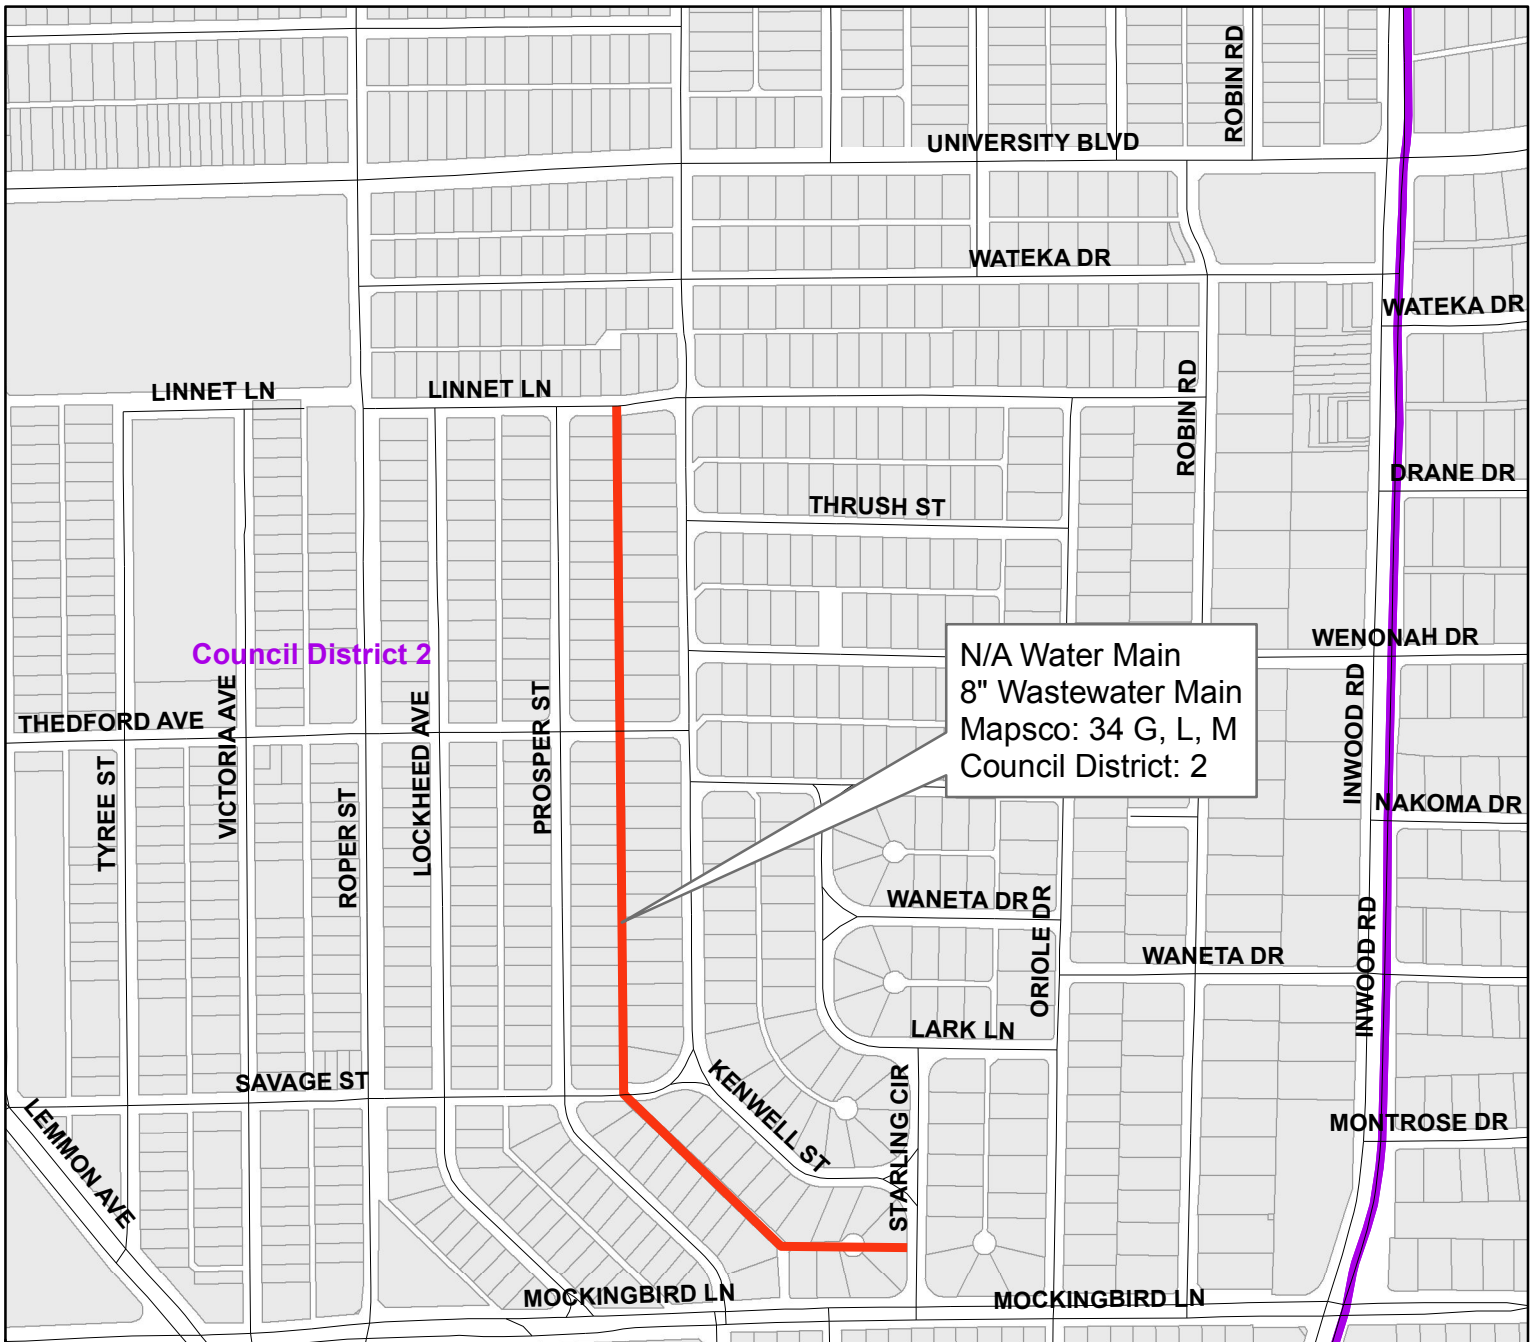 ROBIN RD
UNIVERSITY BLVD
WATEKA DR
WATEKA DR
LINNET LN
LINNET LN
ROBIN RD
DRANE DR
THRUSH ST
WENONAH DR
Council District 2
N/A Water Main
8" Wastewater Main
Mapsco: 34 G, L, M
Council District: 2
THEDFORD AVE
VICTORIA AVE
LOCKHEED AVE
PROSPER ST
INWOOD RD
TYREE ST
ROPER ST
NAKOMA DR
WANETA DR
ORIOLE DR
WANETA DR
INWOOD RD
LARK LN
SAVAGE ST
KENWELL ST
STARLING CIR
LEMMON AVE
MONTROSE DR
MOCKINGBIRD LN
MOCKINGBIRD LN